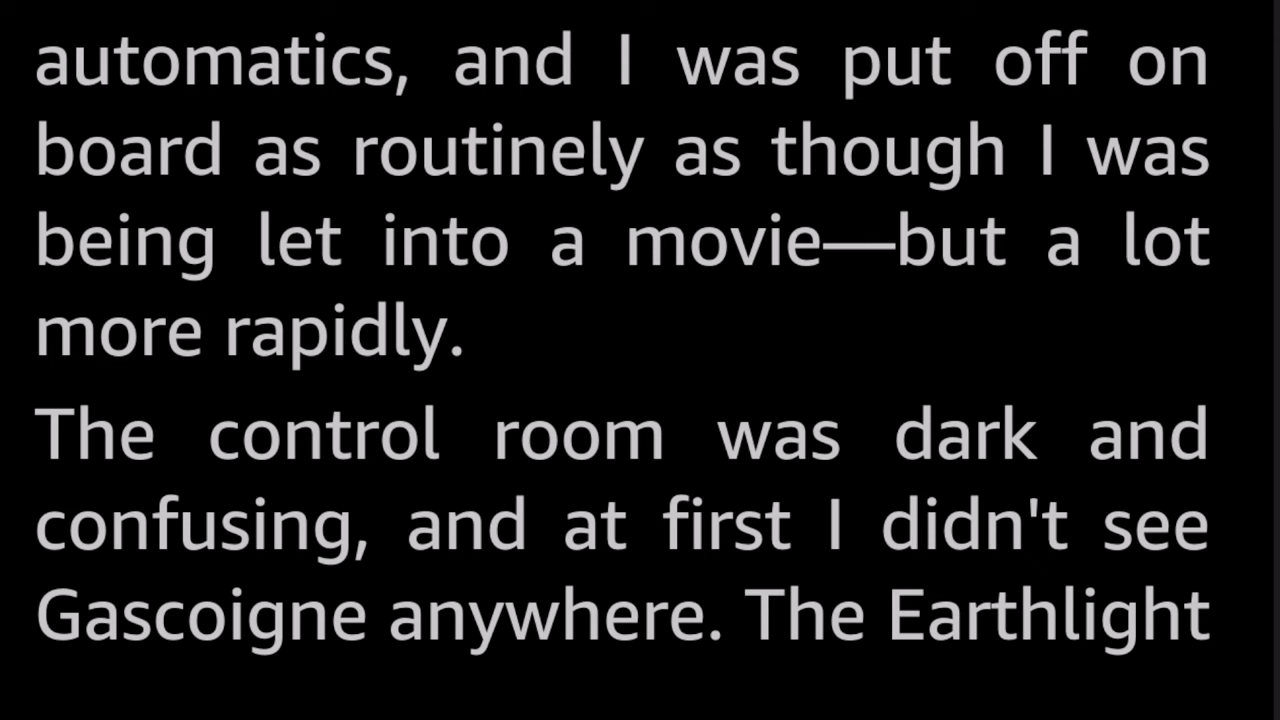 automatics, and I was put off on
board as routinely as though I was
being let into a movie—but a lot
more rapidly.
The control room was dark and
confusing, and at first I didn't see
Gascoigne anywhere. The Earthlight